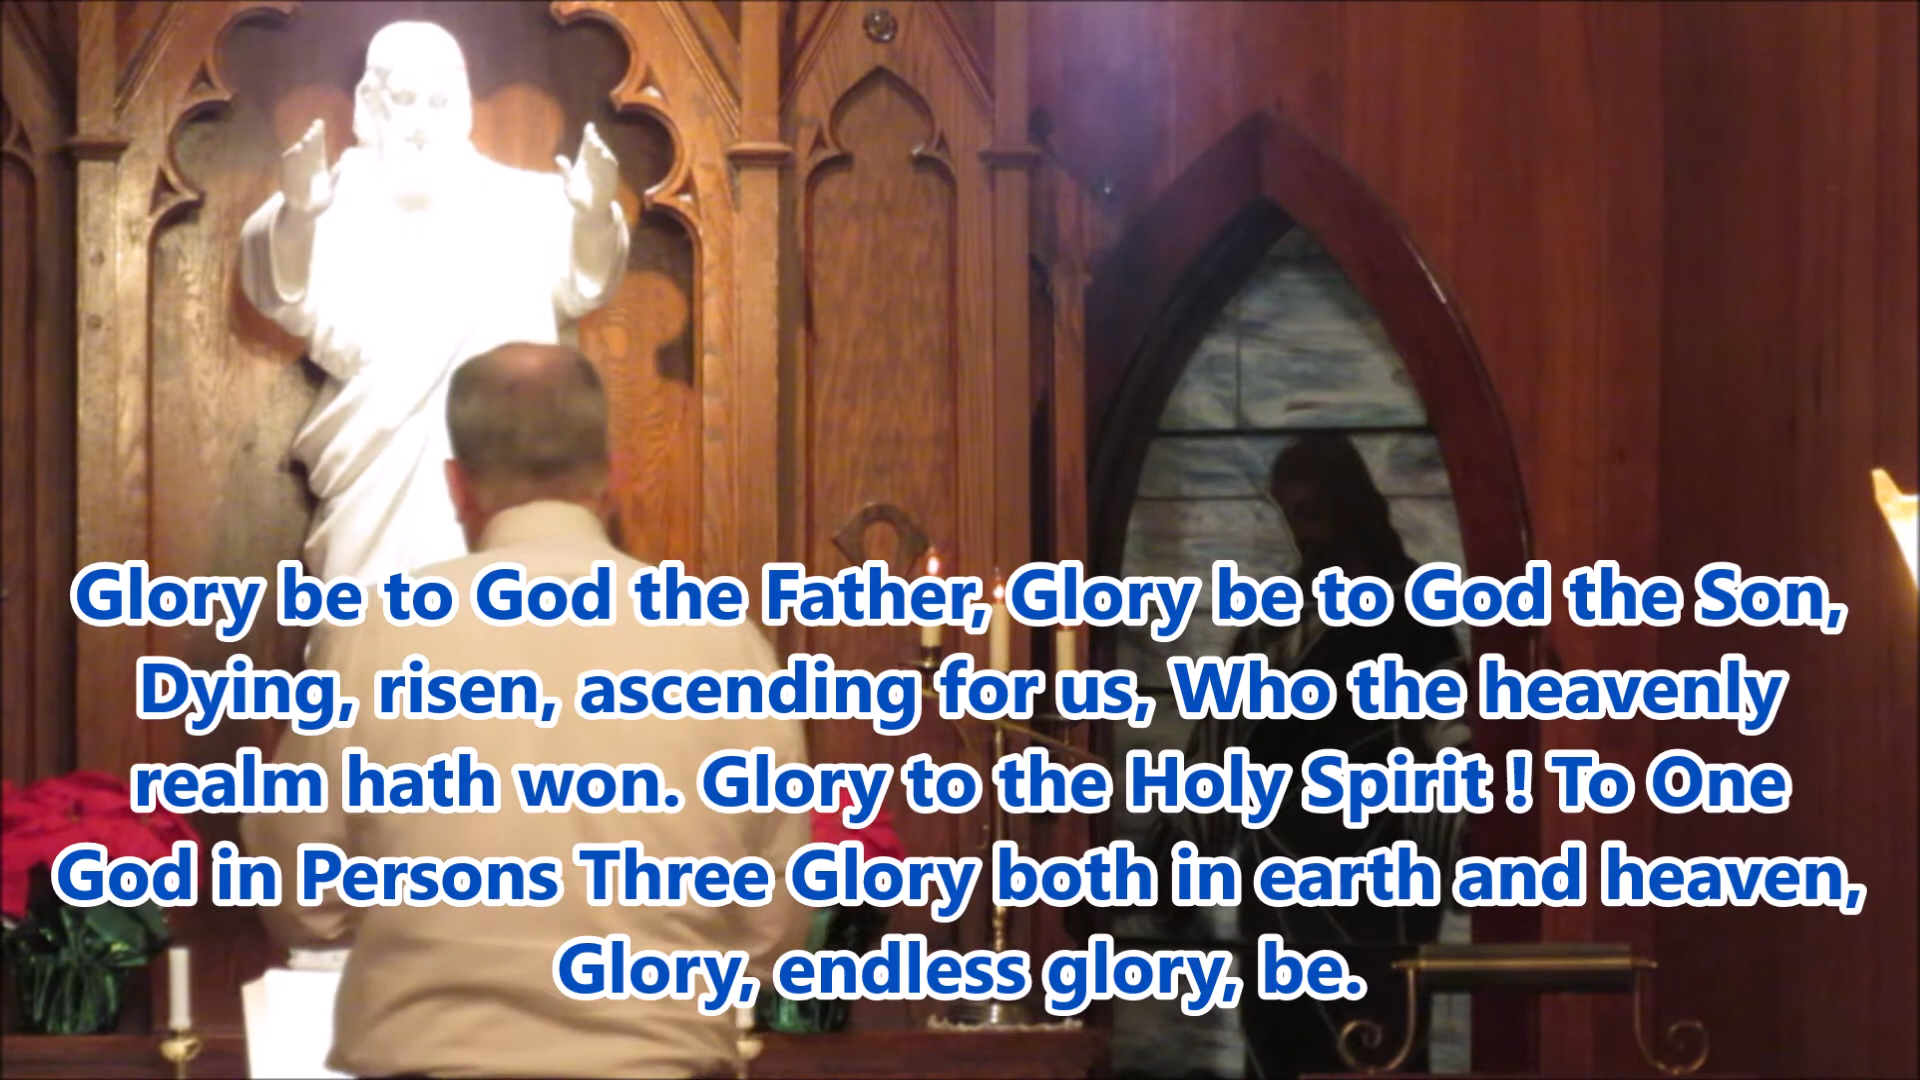 Glory be to God the Father, Glory be to God the Son,
Dying, risen, ascending for us, Who the heavenly
realm hath won. Glory to the Holy Spirit ! To One
God in Persons Three Glory both in earth and heaven,
Glory, endless glory, be.